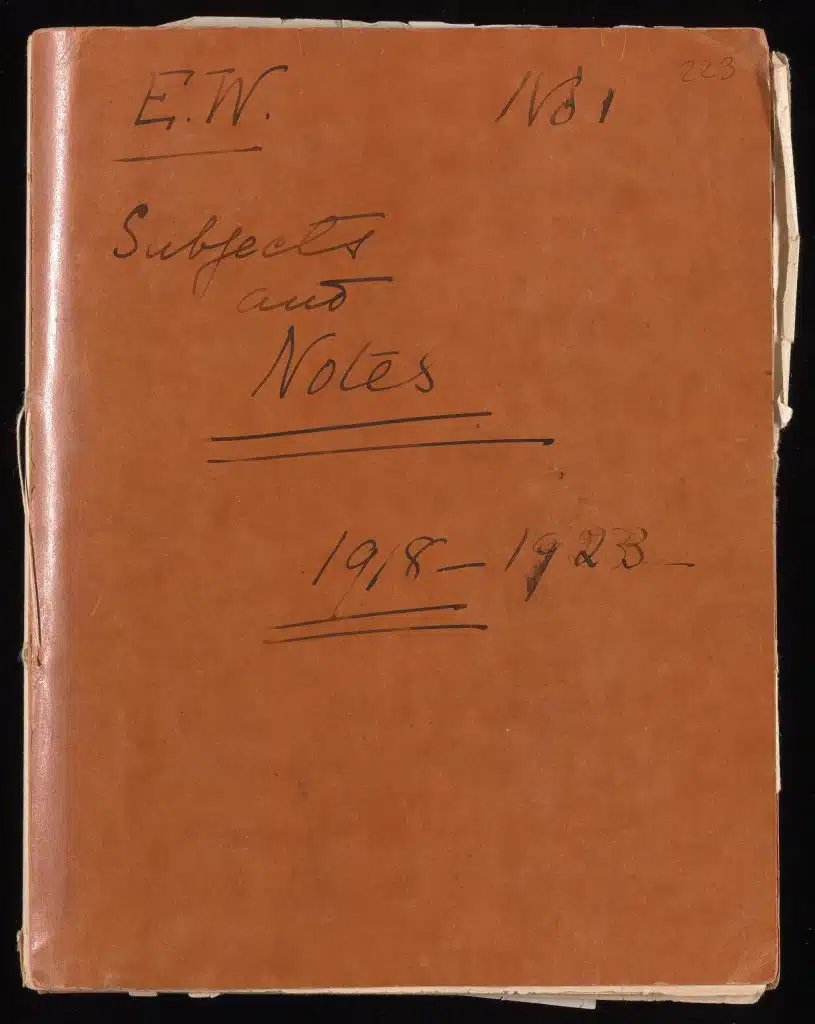 E.W. No 1 223
Subjects
and
Notes
1918 – 1923 –